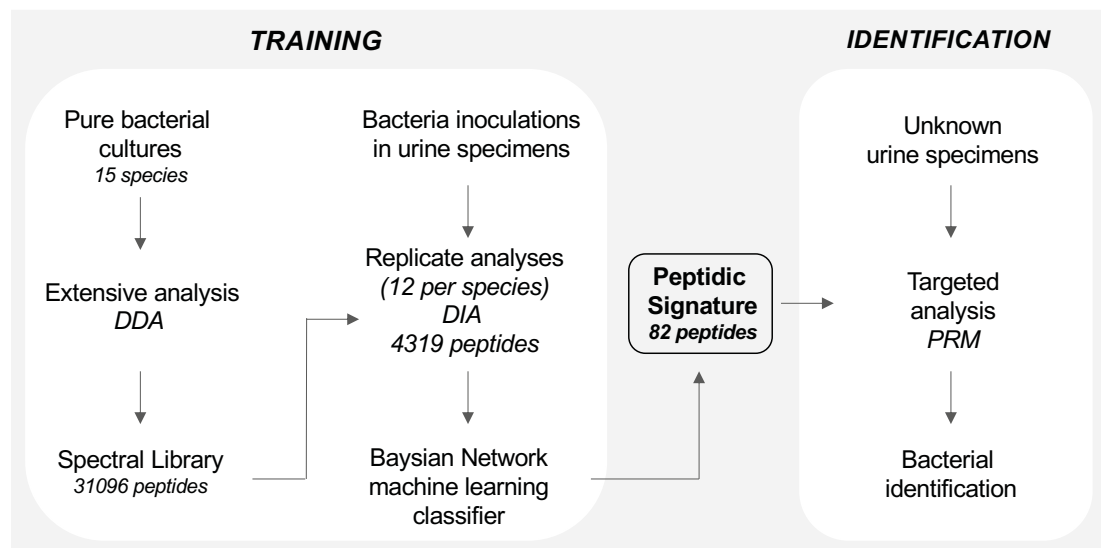 TRAINING
Pure bacterial
cultures
15 species
Extensive analysis
DDA
Spectral Library
31096 peptides
Bacteria inoculations
in urine specimens
Replicate analyses
(12 per species)
DIA
4319 peptides
Baysian Network
machine learning
classifier
Peptidic
Signature
82 peptides
IDENTIFICATION
Unknown
urine specimens
Targeted
analysis
PRM
Bacterial
identification